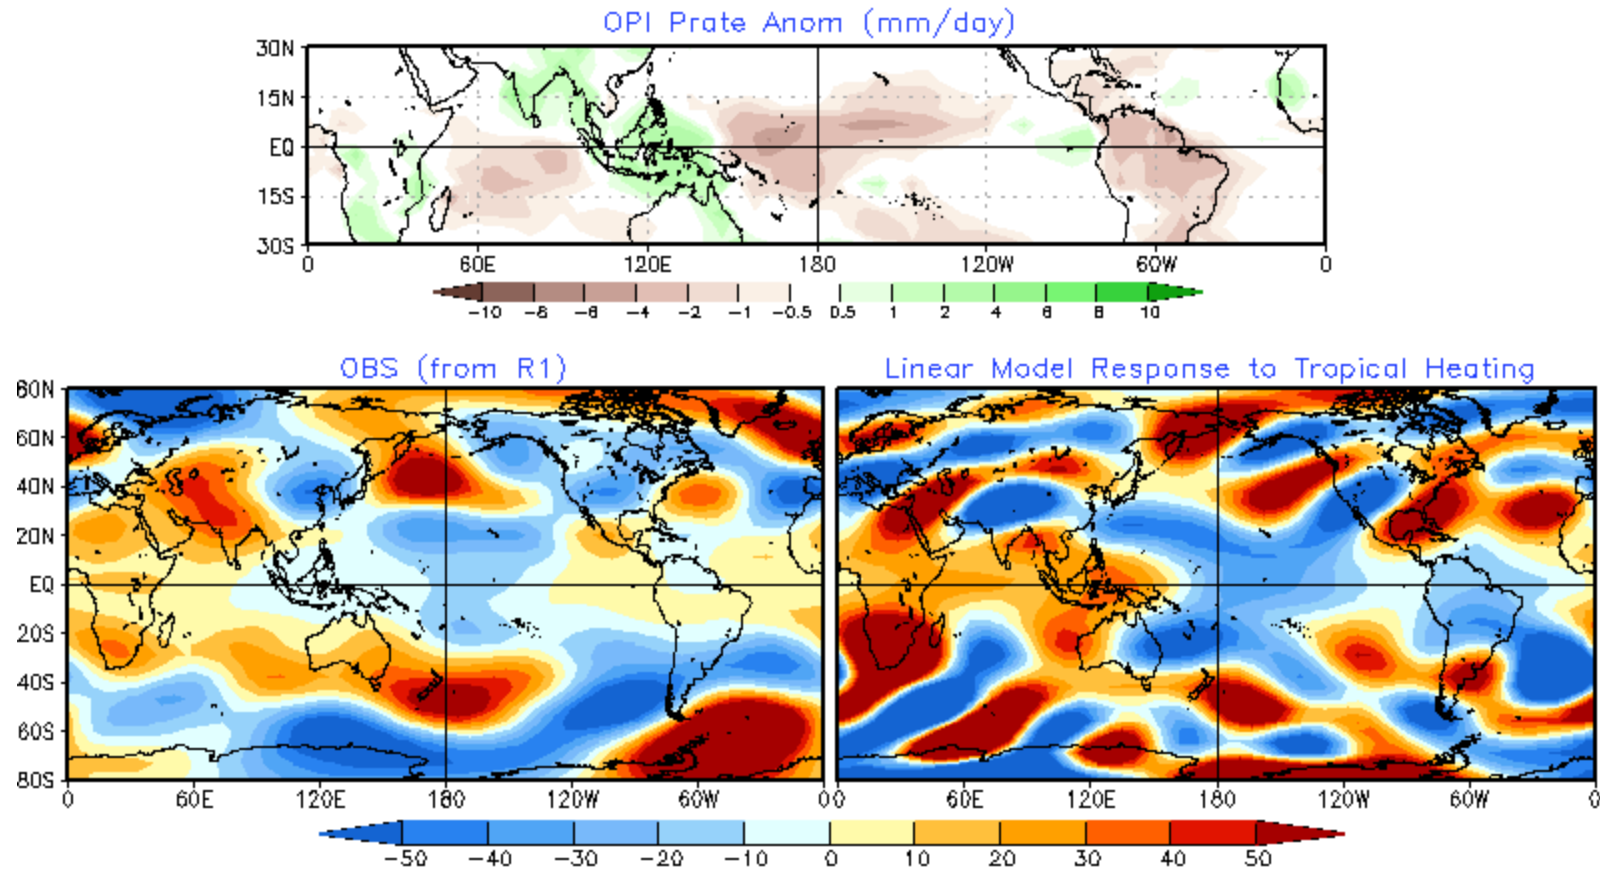 OPI Prate Anom (mm/day)
30N
15N
EQ
15S
30S
0 60E 120E 180 120W 60W 0
-10 -8 -6 -4 -2 -1 -0.5 0.5 1 2 4 6 8 10
OBS (from R1) Linear Model Response to Tropical Heating
80N
60N
40N
20N
EQ
20S
40S
60S
80S
0 60E 120E 180 120W 60W 0 0 60E 120E 180 120W 60W 0
-50 -40 -30 -20 -10 0 10 20 30 40 50